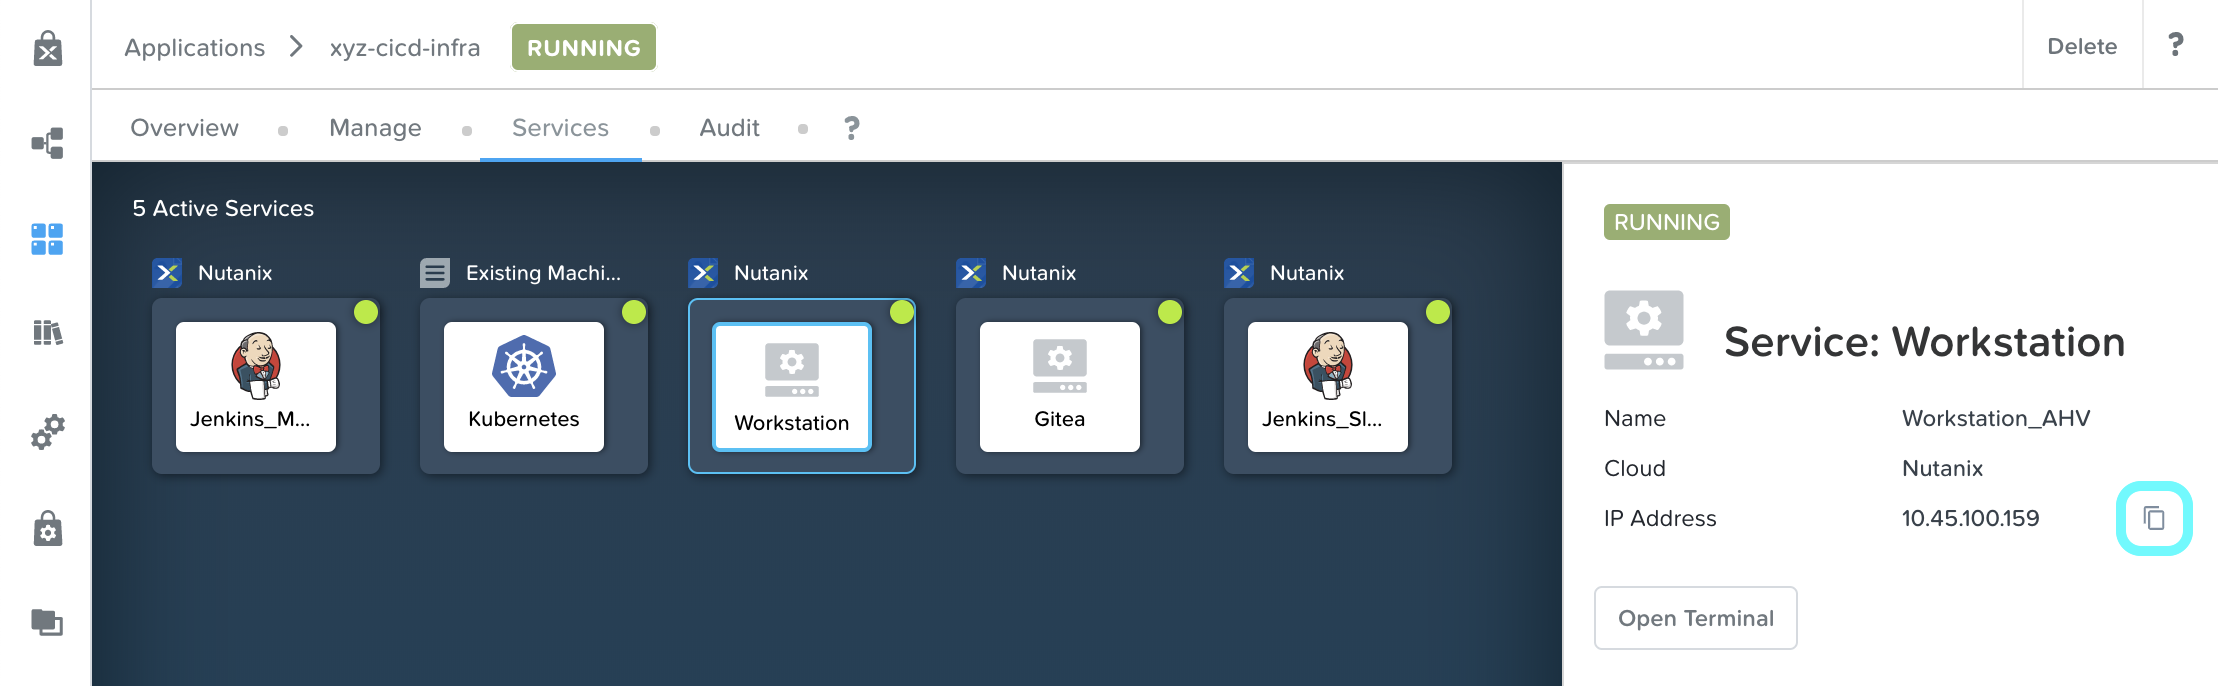 Applications > xyz-cicd-infra RUNNING Delete ?
Overview Manage Services Audit ?
5 Active Services
Nutanix
Jenkins_M...
Existing Machi...
Kubernetes
Nutanix
Workstation
Nutanix
Gitea
Nutanix
Jenkins_Sl...
RUNNING
Service: Workstation
Name Workstation_AHV
Cloud Nutanix
IP Address 10.45.100.159
Open Terminal